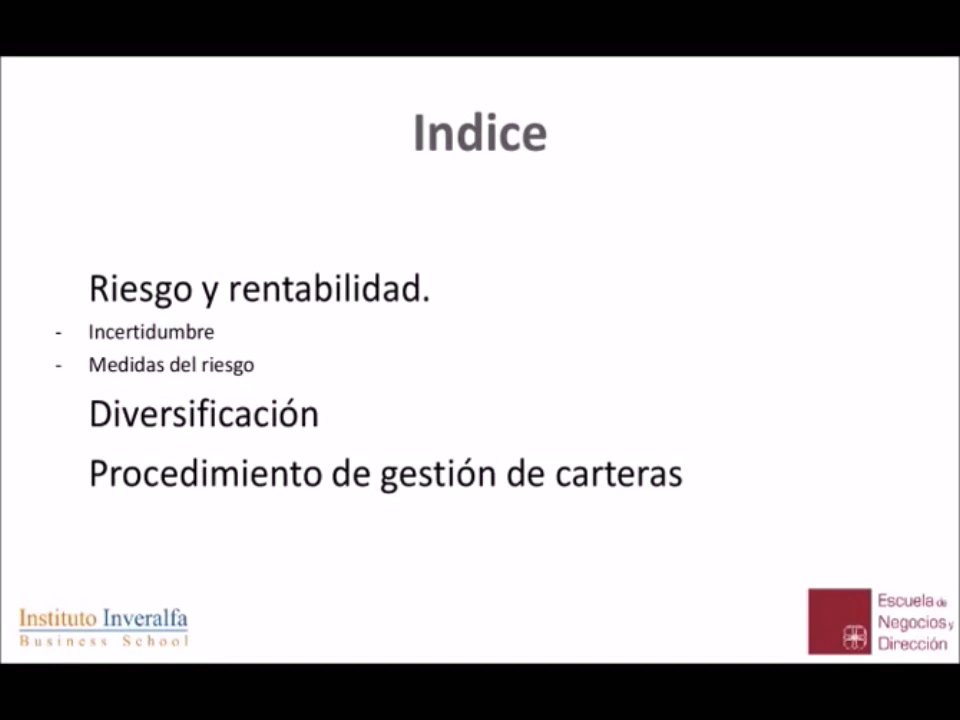 Indice
Riesgo y rentabilidad.
- Incertidumbre
- Medidas del riesgo
Diversificación
Procedimiento de gestión de carteras
Instituto Inveralfa
Business School
Escuela de
Negocios y
Dirección